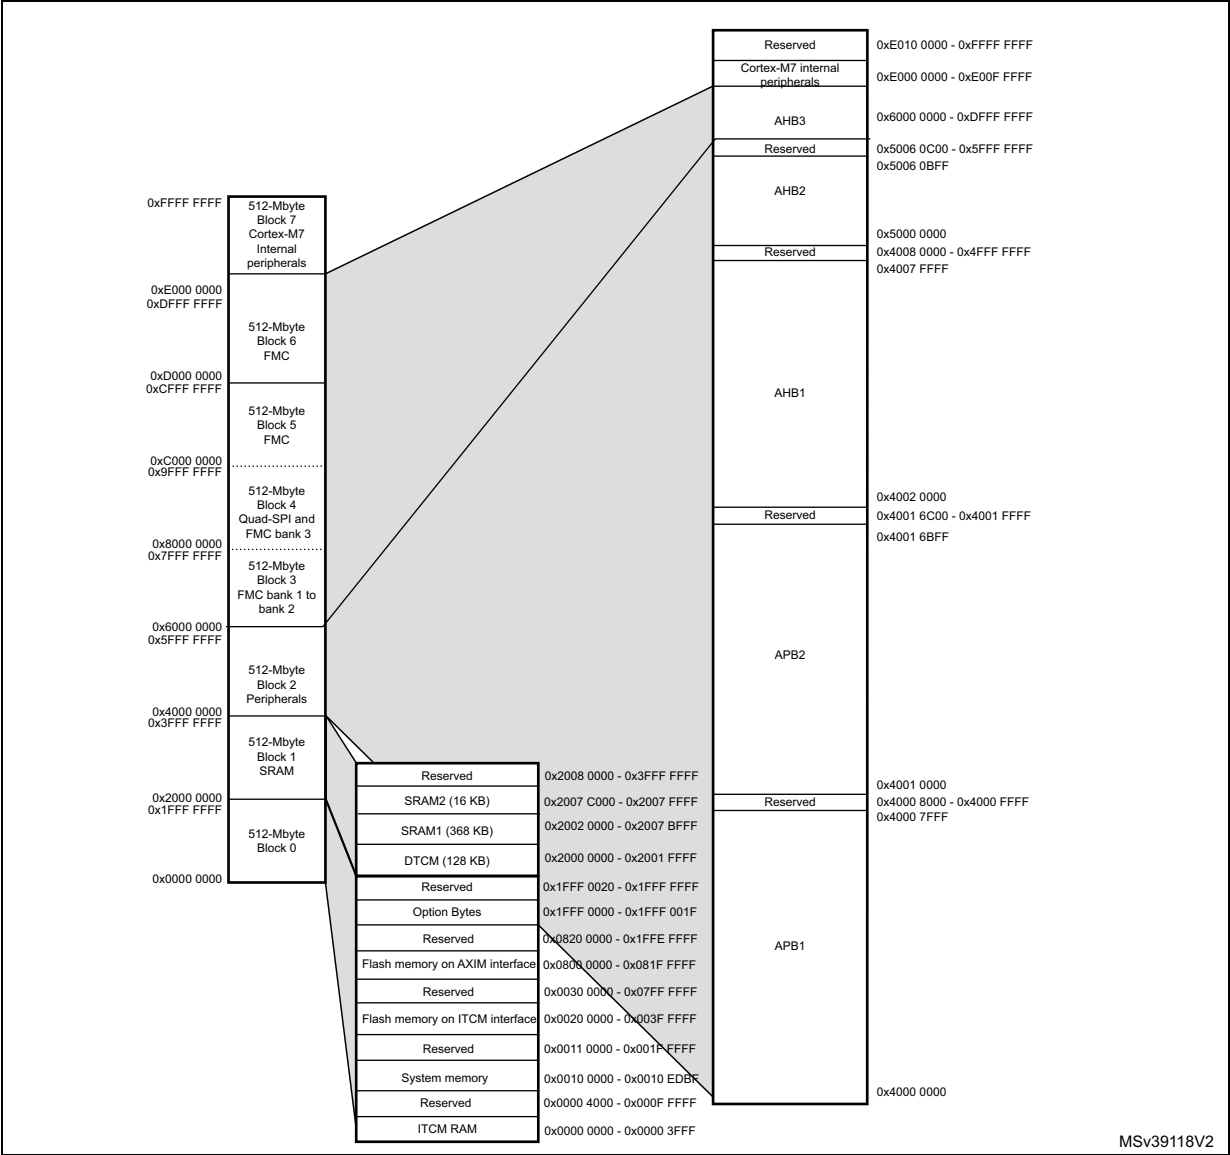 0xFFFF FFFF
512-Mbyte
Block 7
Cortex-M7
Internal
peripherals
0xE000 0000
0xDFFF FFFF
512-Mbyte
Block 6
FMC
0xD000 0000
0xCFFF FFFF
512-Mbyte
Block 5
FMC
0xC000 0000
0x9FFF FFFF
512-Mbyte
Block 4
Quad-SPI and
FMC bank 3
0x8000 0000
0x7FFF FFFF
512-Mbyte
Block 3
FMC bank 1 to
bank 2
0x6000 0000
0x5FFF FFFF
512-Mbyte
Block 2
Peripherals
0x4000 0000
0x3FFF FFFF
512-Mbyte
Block 1
SRAM
0x2000 0000
0x1FFF FFFF
512-Mbyte
Block 0
0x0000 0000
Reserved 0x2008 0000 - 0x3FFF FFFF
SRAM2 (16 KB) 0x2007 C000 - 0x2007 FFFF
SRAM1 (368 KB) 0x2002 0000 - 0x2007 BFFF
DTCM (128 KB) 0x2000 0000 - 0x2001 FFFF
Reserved 0x1FFF 0020 - 0x1FFF FFFF
Option Bytes 0x1FFF 0000 - 0x1FFF 001F
Reserved 0x0820 0000 - 0x1FFE FFFF
Flash memory on AXIM interface 0x0800 0000 - 0x081F FFFF
Reserved 0x0030 0000 - 0x07FF FFFF
Flash memory on ITCM interface 0x0020 0000 - 0x003F FFFF
Reserved 0x0011 0000 - 0x001F FFFF
System memory 0x0010 0000 - 0x0010 EDBF
Reserved 0x0000 4000 - 0x000F FFFF
ITCM RAM 0x0000 0000 - 0x0000 3FFF
Reserved 0xE010 0000 - 0xFFFF FFFF
Cortex-M7 internal
peripherals 0xE000 0000 - 0xE00F FFFF
AHB3 0x6000 0000 - 0xDFFF FFFF
Reserved 0x5006 0C00 - 0x5FFF FFFF
0x5006 0BFF
AHB2
0x5000 0000
Reserved 0x4008 0000 - 0x4FFF FFFF
0x4007 FFFF
AHB1
0x4002 0000
Reserved 0x4001 6C00 - 0x4001 FFFF
0x4001 6BFF
APB2
0x4001 0000
Reserved 0x4000 8000 - 0x4000 FFFF
0x4000 7FFF
APB1
0x4000 0000
MSv39118V2